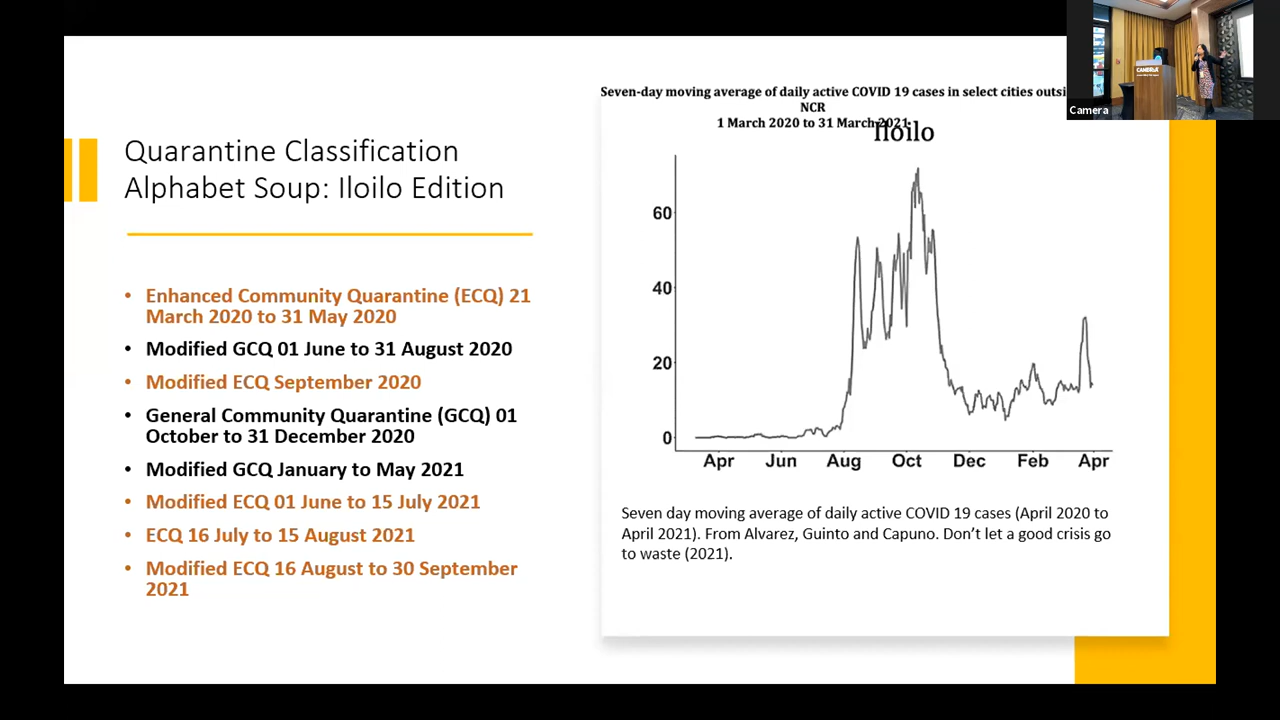 Quarantine Classification
Alphabet Soup: Iloilo Edition
• Enhanced Community Quarantine (ECQ) 21
March 2020 to 31 May 2020
• Modified GCQ 01 June to 31 August 2020
• Modified ECQ September 2020
• General Community Quarantine (GCQ) 01
October to 31 December 2020
• Modified GCQ January to May 2021
• Modified ECQ 01 June to 15 July 2021
• ECQ 16 July to 15 August 2021
• Modified ECQ 16 August to 30 September
2021
Seven-day moving average of daily active COVID 19 cases in select cities outsi
NCR
1 March 2020 to 31 March 2021
Iloilo
60
40
20
0
Apr Jun Aug Oct Dec Feb Apr
Seven day moving average of daily active COVID 19 cases (April 2020 to
April 2021). From Alvarez, Guinto and Capuno. Don’t let a good crisis go
to waste (2021).
CAMBRIA
Camera